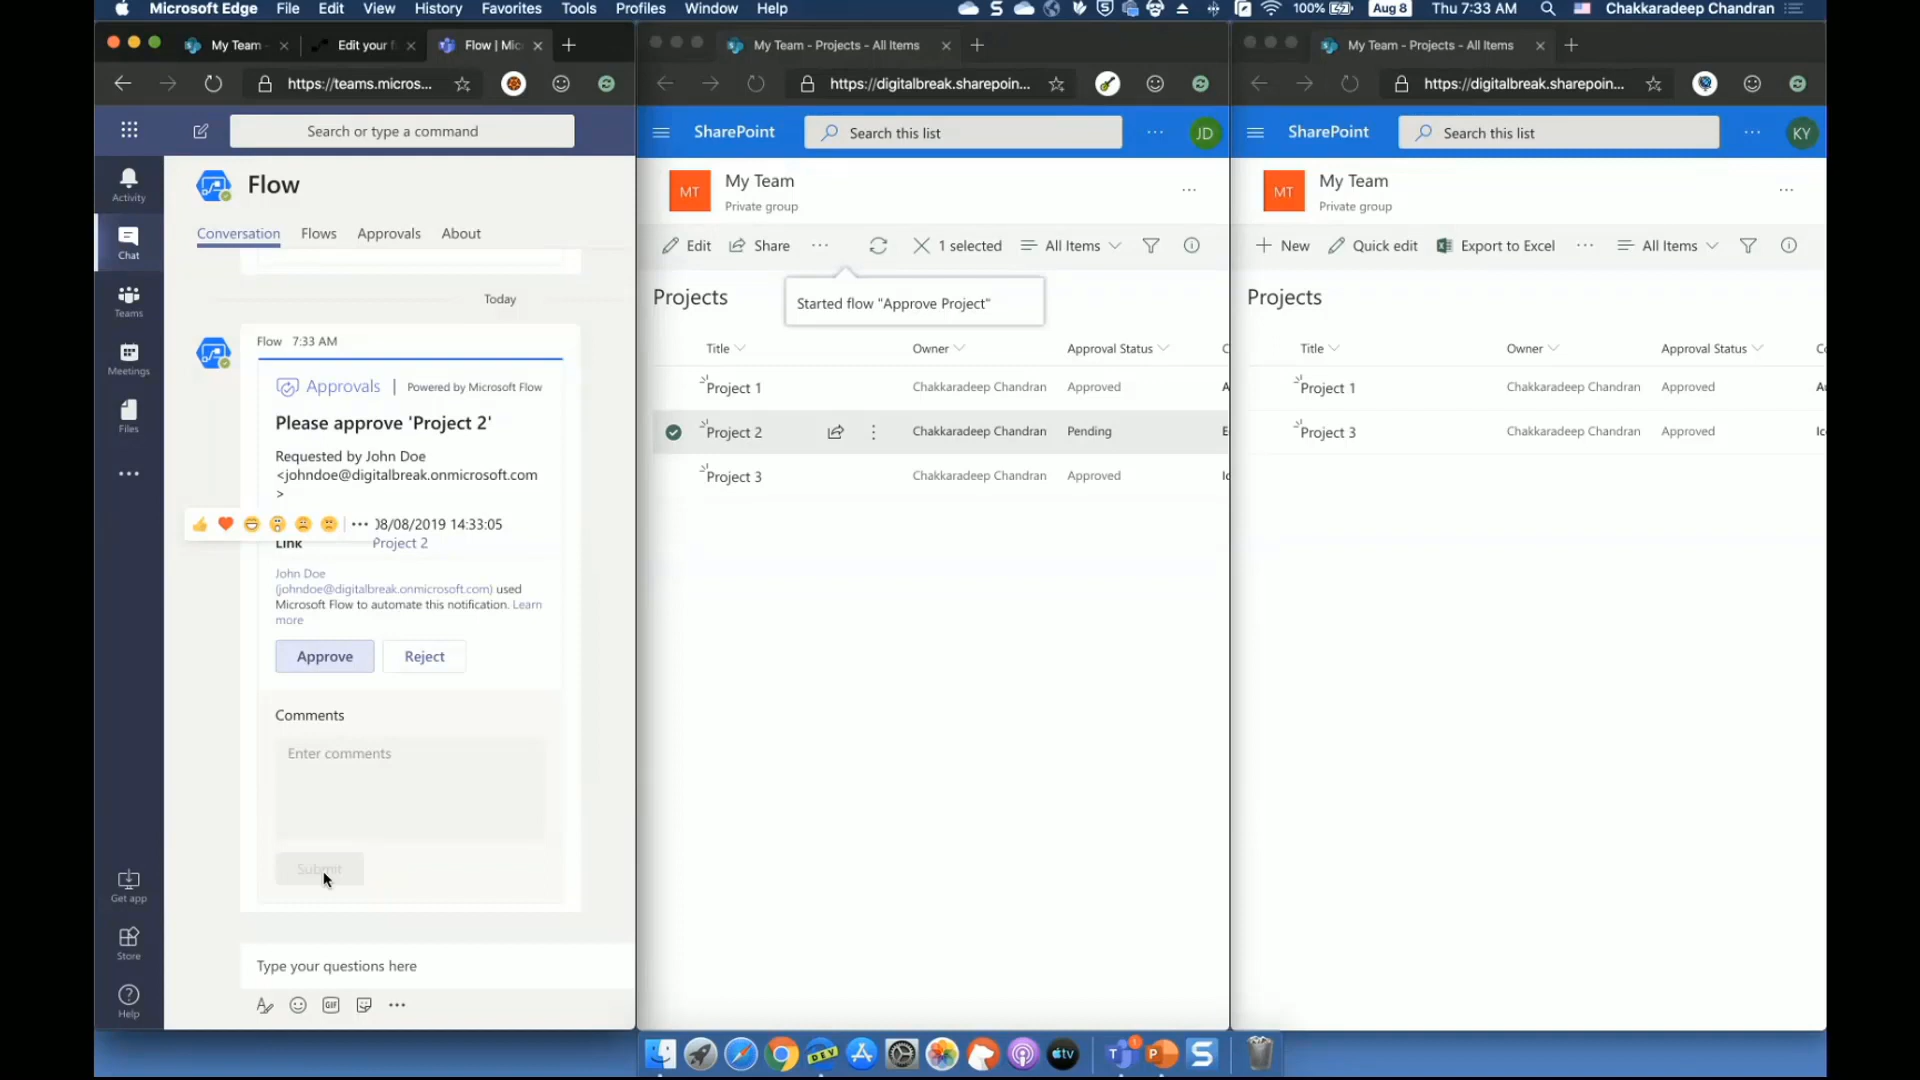 Microsoft Edge File Edit View History Favorites Tools Profiles Window Help 100% Aug 8 Thu 7:33 AM Chakkaradeep Chandran
My Team - Edit your f Flow | Mic
https://teams.micros...
Search or type a command
Activity
Chat
Teams
Meetings
Files
Get app
Store
Help
Flow
Conversation Flows Approvals About
Today
Flow 7:33 AM
Approvals | Powered by Microsoft Flow
Please approve 'Project 2'
Requested by John Doe
<johndoe@digitalbreak.onmicrosoft.com
>
08/08/2019 14:33:05
Link Project 2
John Doe
(johndoe@digitalbreak.onmicrosoft.com) used
Microsoft Flow to automate this notification. Learn
more
Approve Reject
Comments
Enter comments
Submit
Type your questions here
GIF
My Team - Projects - All Items
https://digitalbreak.sharepoin...
SharePoint Search this list JD
MT
My Team
Private group
Edit Share 1 selected All Items
Projects
Started flow "Approve Project"
Title Owner Approval Status C
Project 1 Chakkaradeep Chandran Approved A
Project 2 Chakkaradeep Chandran Pending E
Project 3 Chakkaradeep Chandran Approved Ic
My Team - Projects - All Items
https://digitalbreak.sharepoin...
SharePoint Search this list KY
MT
My Team
Private group
New Quick edit Export to Excel All Items
Projects
Title Owner Approval Status Co
Project 1 Chakkaradeep Chandran Approved Au
Project 3 Chakkaradeep Chandran Approved Ico
DEV
tv
T
1
P
S